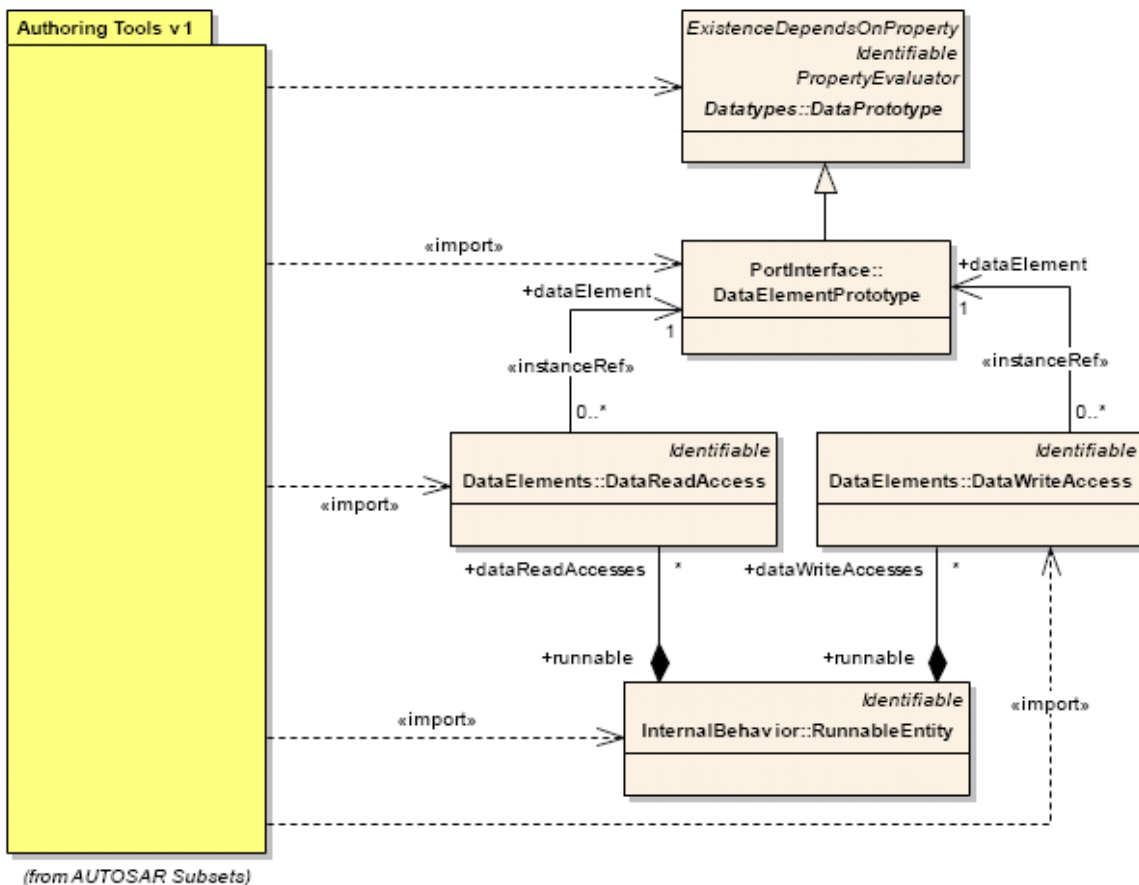 Authoring Tools v1
ExistenceDependsOnProperty
Identifiable
PropertyEvaluator
Datatypes::DataPrototype
«import»
PortInterface::
DataElementPrototype
+dataElement
+dataElement
1
1
«instanceRef»
«instanceRef»
0..*
0..*
Identifiable
DataElements::DataReadAccess
Identifiable
DataElements::DataWriteAccess
«import»
+dataReadAccesses
*
+dataWriteAccesses
*
+runnable
+runnable
Identifiable
InternalBehavior::RunnableEntity
«import»
«import»
(from AUTOSAR Subsets)